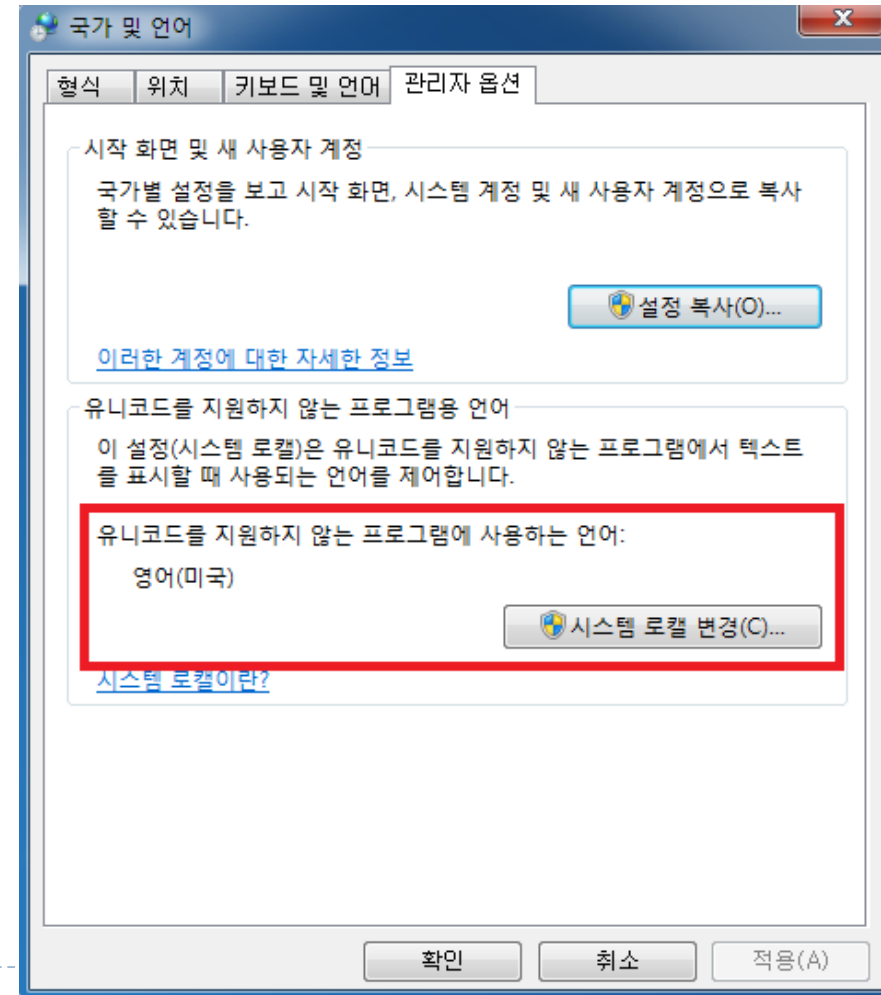 국가 및 언어
형식 위치 키보드 및 언어 관리자 옵션
시작 화면 및 새 사용자 계정
국가별 설정을 보고 시작 화면, 시스템 계정 및 새 사용자 계정으로 복사
할 수 있습니다.
설정 복사(O)...
이러한 계정에 대한 자세한 정보
유니코드를 지원하지 않는 프로그램용 언어
이 설정(시스템 로캘)은 유니코드를 지원하지 않는 프로그램에서 텍스트
를 표시할 때 사용되는 언어를 제어합니다.
유니코드를 지원하지 않는 프로그램에 사용하는 언어:
영어(미국)
시스템 로캘 변경(C)...
시스템 로캘이란?
확인 취소 적용(A)